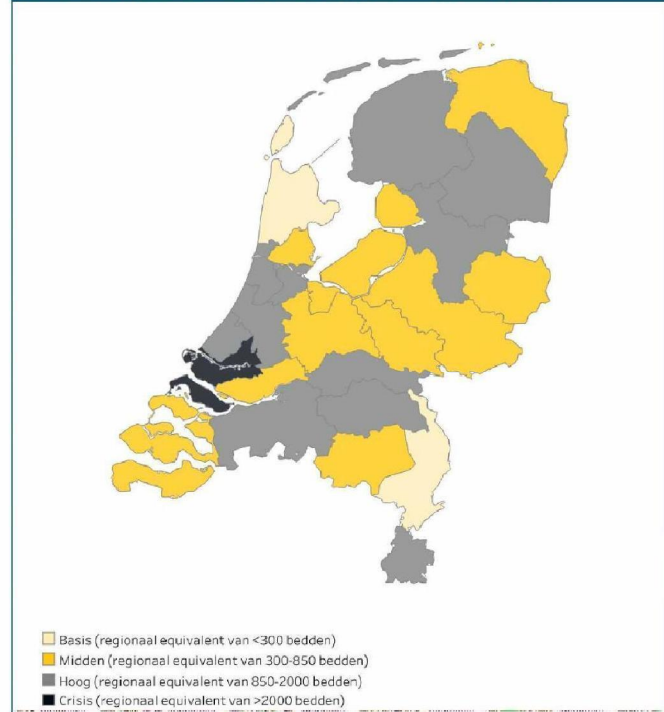 Basis (regionaal equivalent van <300 bedden)
Midden (regionaal equivalent van 300-850 bedden)
Hoog (regionaal equivalent van 850-2000 bedden)
Crisis (regionaal equivalent van >2000 bedden)